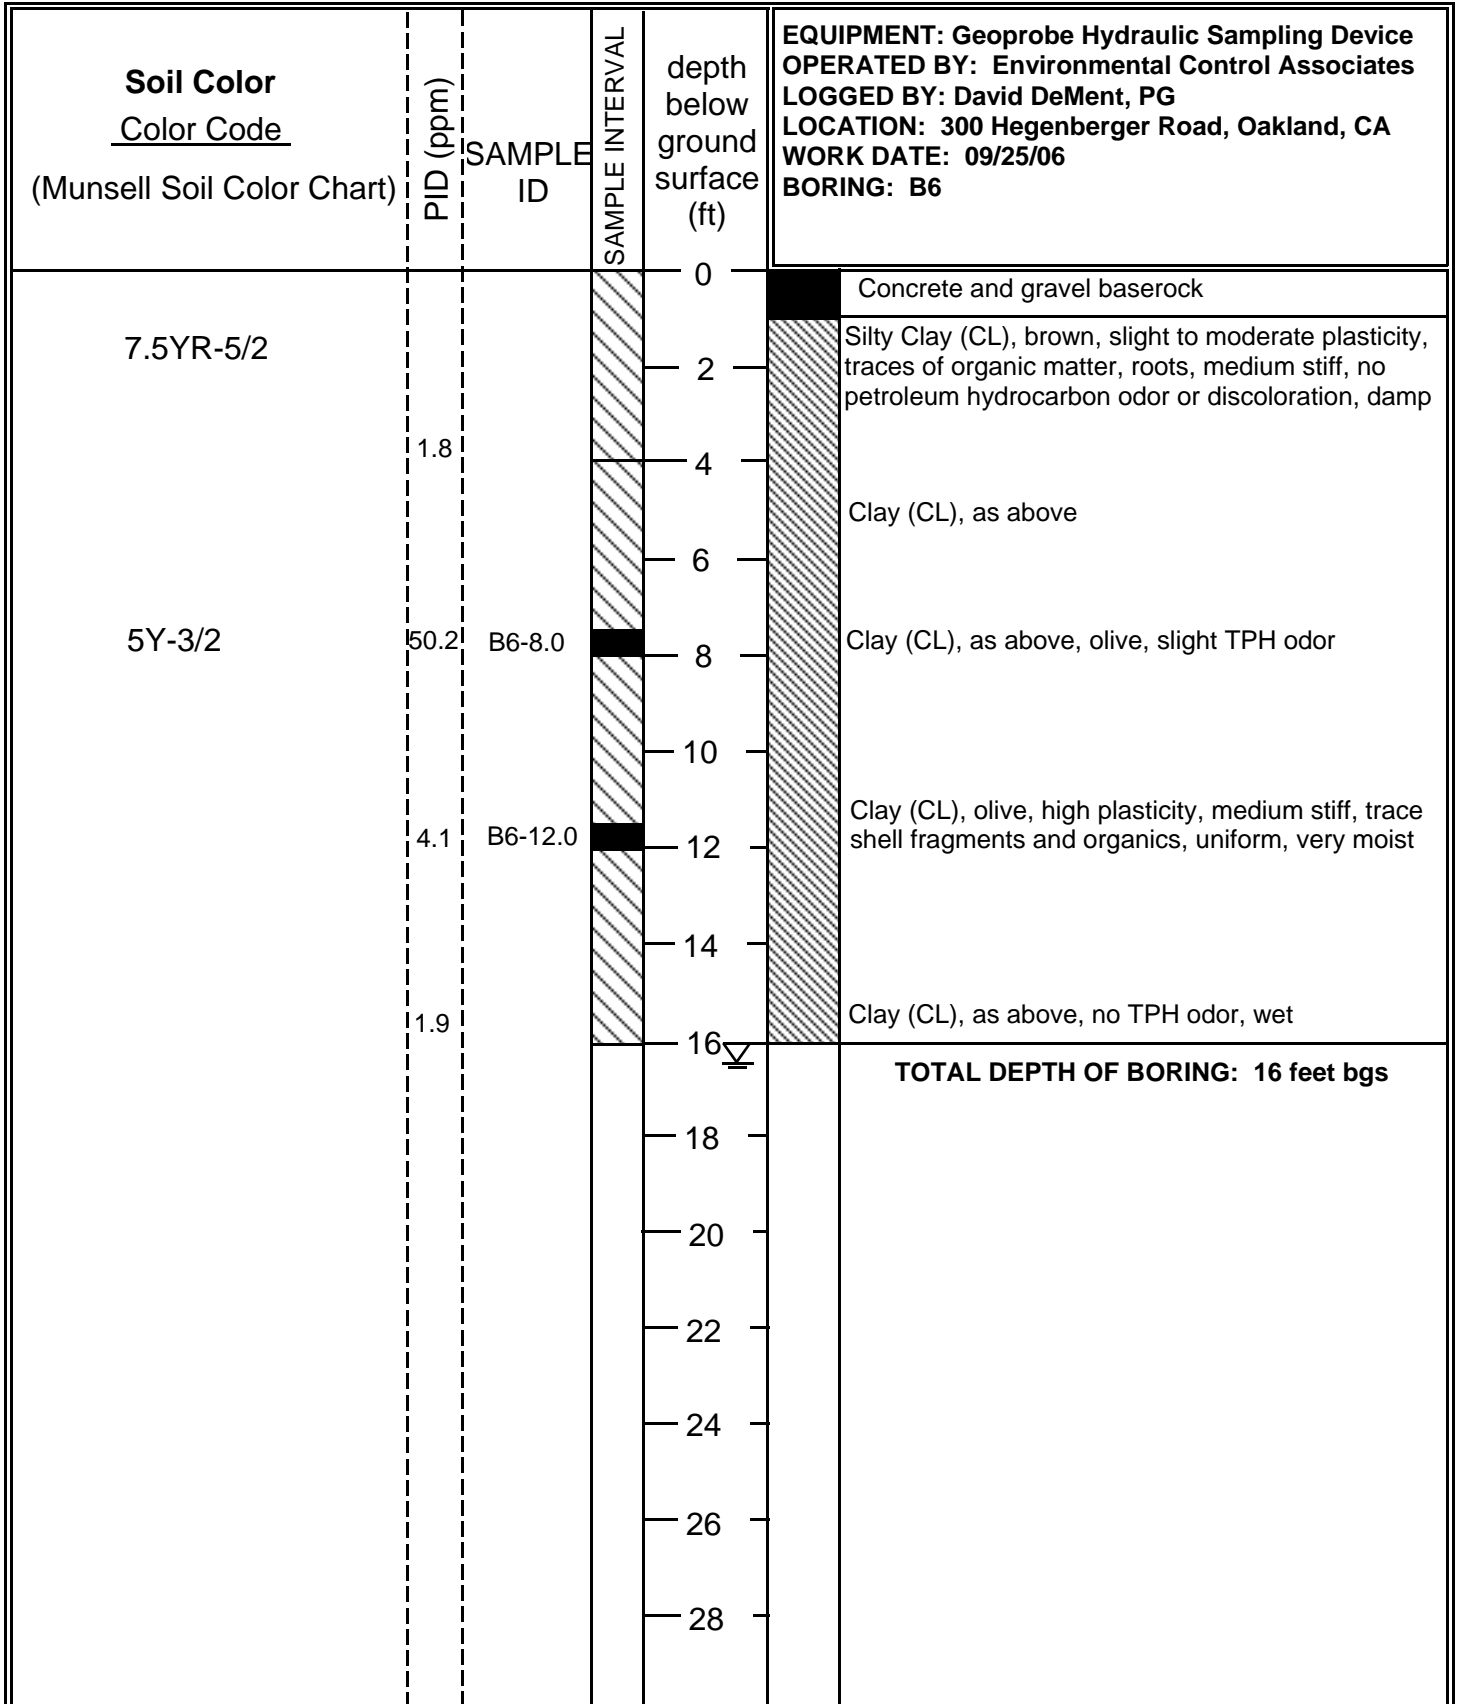 Soil Color
Color Code
(Munsell Soil Color Chart)
PID (ppm)
SAMPLE
ID
SAMPLE INTERVAL
depth
below
ground
surface
(ft)
EQUIPMENT: Geoprobe Hydraulic Sampling Device
OPERATED BY: Environmental Control Associates
LOGGED BY: David DeMent, PG
LOCATION: 300 Hegenberger Road, Oakland, CA
WORK DATE: 09/25/06
BORING: B6
0
Concrete and gravel baserock
7.5YR-5/2
Silty Clay (CL), brown, slight to moderate plasticity,
traces of organic matter, roots, medium stiff, no
petroleum hydrocarbon odor or discoloration, damp
2
1.8
4
Clay (CL), as above
6
5Y-3/2
50.2
B6-8.0
Clay (CL), as above, olive, slight TPH odor
8
10
Clay (CL), olive, high plasticity, medium stiff, trace
shell fragments and organics, uniform, very moist
4.1
B6-12.0
12
14
1.9
Clay (CL), as above, no TPH odor, wet
16
TOTAL DEPTH OF BORING: 16 feet bgs
18
20
22
24
26
28